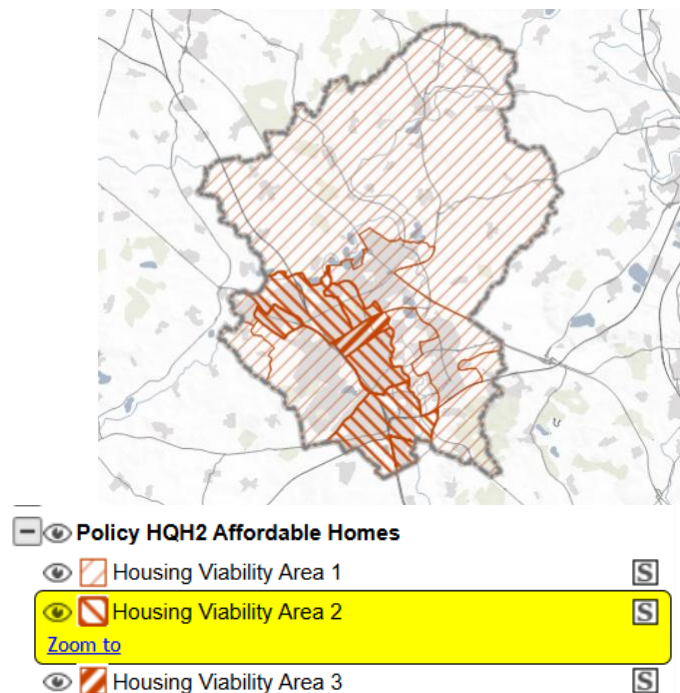 Policy HQH2 Affordable Homes
Housing Viability Area 1 S
Housing Viability Area 2 S
Zoom to
Housing Viability Area 3 S